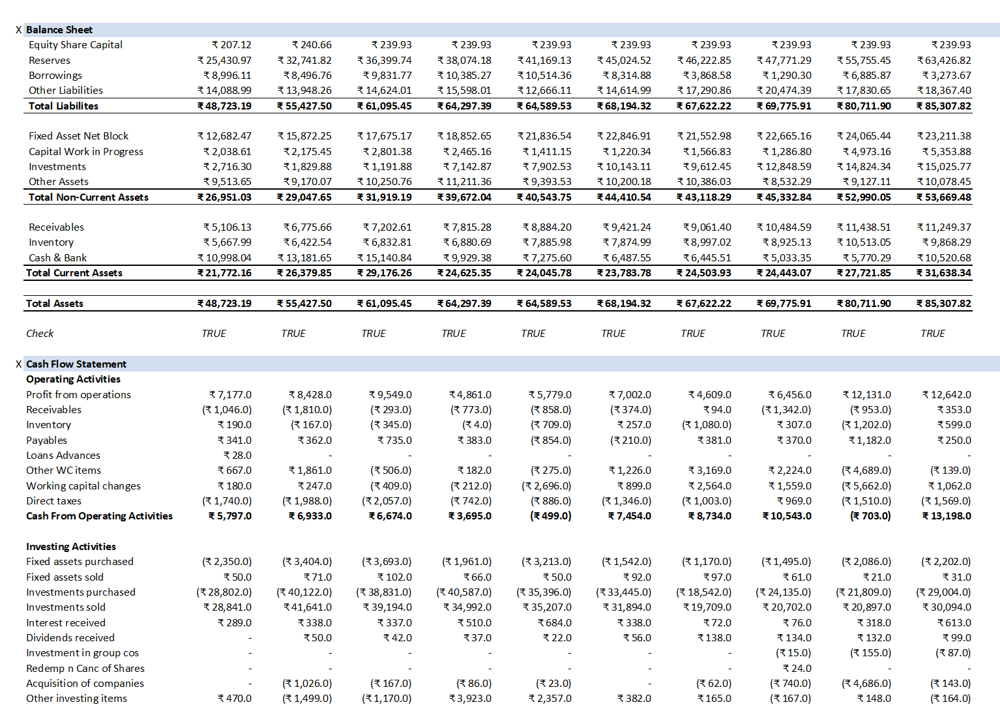 X Balance Sheet
Equity Share Capital ₹ 207.12 ₹ 240.66 ₹ 239.93 ₹ 239.93 ₹ 239.93 ₹ 239.93 ₹ 239.93 ₹ 239.93 ₹ 239.93 ₹ 239.93
Reserves ₹ 25,430.97 ₹ 32,741.82 ₹ 36,399.74 ₹ 38,074.18 ₹ 41,169.13 ₹ 45,024.52 ₹ 46,222.85 ₹ 47,771.29 ₹ 55,755.45 ₹ 63,426.82
Borrowings ₹ 8,996.11 ₹ 8,496.76 ₹ 9,831.77 ₹ 10,385.27 ₹ 10,514.36 ₹ 8,314.88 ₹ 3,868.58 ₹ 1,290.30 ₹ 6,885.87 ₹ 3,273.67
Other Liabilities ₹ 14,088.99 ₹ 13,948.26 ₹ 14,624.01 ₹ 15,598.01 ₹ 12,666.11 ₹ 14,614.99 ₹ 17,290.86 ₹ 20,474.39 ₹ 17,830.65 ₹ 18,367.40
Total Liabilites ₹ 48,723.19 ₹ 55,427.50 ₹ 61,095.45 ₹ 64,297.39 ₹ 64,589.53 ₹ 68,194.32 ₹ 67,622.22 ₹ 69,775.91 ₹ 80,711.90 ₹ 85,307.82
Fixed Asset Net Block ₹ 12,682.47 ₹ 15,872.25 ₹ 17,675.17 ₹ 18,852.65 ₹ 21,836.54 ₹ 22,846.91 ₹ 21,552.98 ₹ 22,665.16 ₹ 24,065.44 ₹ 23,211.38
Capital Work in Progress ₹ 2,038.61 ₹ 2,175.45 ₹ 2,801.38 ₹ 2,465.16 ₹ 1,411.15 ₹ 1,220.34 ₹ 1,566.83 ₹ 1,286.80 ₹ 4,973.16 ₹ 5,353.88
Investments ₹ 2,716.30 ₹ 1,829.88 ₹ 1,191.88 ₹ 7,142.87 ₹ 7,902.53 ₹ 10,143.11 ₹ 9,612.45 ₹ 12,848.59 ₹ 14,824.34 ₹ 15,025.77
Other Assets ₹ 9,513.65 ₹ 9,170.07 ₹ 10,250.76 ₹ 11,211.36 ₹ 9,393.53 ₹ 10,200.18 ₹ 10,386.03 ₹ 8,532.29 ₹ 9,127.11 ₹ 10,078.45
Total Non-Current Assets ₹ 26,951.03 ₹ 29,047.65 ₹ 31,919.19 ₹ 39,672.04 ₹ 40,543.75 ₹ 44,410.54 ₹ 43,118.29 ₹ 45,332.84 ₹ 52,990.05 ₹ 53,669.48
Receivables ₹ 5,106.13 ₹ 6,775.66 ₹ 7,202.61 ₹ 7,815.28 ₹ 8,884.20 ₹ 9,421.24 ₹ 9,061.40 ₹ 10,484.59 ₹ 11,438.51 ₹ 11,249.37
Inventory ₹ 5,667.99 ₹ 6,422.54 ₹ 6,832.81 ₹ 6,880.69 ₹ 7,885.98 ₹ 7,874.99 ₹ 8,997.02 ₹ 8,925.13 ₹ 10,513.05 ₹ 9,868.29
Cash & Bank ₹ 10,998.04 ₹ 13,181.65 ₹ 15,140.84 ₹ 9,929.38 ₹ 7,275.60 ₹ 6,487.55 ₹ 6,445.51 ₹ 5,033.35 ₹ 5,770.29 ₹ 10,520.68
Total Current Assets ₹ 21,772.16 ₹ 26,379.85 ₹ 29,176.26 ₹ 24,625.35 ₹ 24,045.78 ₹ 23,783.78 ₹ 24,503.93 ₹ 24,443.07 ₹ 27,721.85 ₹ 31,638.34
Total Assets ₹ 48,723.19 ₹ 55,427.50 ₹ 61,095.45 ₹ 64,297.39 ₹ 64,589.53 ₹ 68,194.32 ₹ 67,622.22 ₹ 69,775.91 ₹ 80,711.90 ₹ 85,307.82
Check TRUE TRUE TRUE TRUE TRUE TRUE TRUE TRUE TRUE TRUE
X Cash Flow Statement
Operating Activities
Profit from operations ₹ 7,177.0 ₹ 8,428.0 ₹ 9,549.0 ₹ 4,861.0 ₹ 5,779.0 ₹ 7,002.0 ₹ 4,609.0 ₹ 6,456.0 ₹ 12,131.0 ₹ 12,642.0
Receivables (₹ 1,046.0) (₹ 1,810.0) (₹ 293.0) (₹ 773.0) (₹ 858.0) (₹ 374.0) ₹ 94.0 (₹ 1,342.0) (₹ 953.0) ₹ 353.0
Inventory ₹ 190.0 (₹ 167.0) (₹ 345.0) (₹ 4.0) (₹ 709.0) ₹ 257.0 (₹ 1,080.0) ₹ 307.0 (₹ 1,202.0) ₹ 599.0
Payables ₹ 341.0 ₹ 362.0 ₹ 735.0 ₹ 383.0 (₹ 854.0) (₹ 210.0) ₹ 381.0 ₹ 370.0 ₹ 1,182.0 ₹ 250.0
Loans Advances ₹ 28.0 - - - - - - - - -
Other WC items ₹ 667.0 ₹ 1,861.0 (₹ 506.0) ₹ 182.0 (₹ 275.0) ₹ 1,226.0 ₹ 3,169.0 ₹ 2,224.0 (₹ 4,689.0) (₹ 139.0)
Working capital changes ₹ 180.0 ₹ 247.0 (₹ 409.0) (₹ 212.0) (₹ 2,696.0) ₹ 899.0 ₹ 2,564.0 ₹ 1,559.0 (₹ 5,662.0) ₹ 1,062.0
Direct taxes (₹ 1,740.0) (₹ 1,988.0) (₹ 2,057.0) (₹ 742.0) (₹ 886.0) (₹ 1,346.0) (₹ 1,003.0) ₹ 969.0 (₹ 1,510.0) (₹ 1,569.0)
Cash From Operating Activities ₹ 5,797.0 ₹ 6,933.0 ₹ 6,674.0 ₹ 3,695.0 (₹ 499.0) ₹ 7,454.0 ₹ 8,734.0 ₹ 10,543.0 (₹ 703.0) ₹ 13,198.0
Investing Activities
Fixed assets purchased (₹ 2,350.0) (₹ 3,404.0) (₹ 3,693.0) (₹ 1,961.0) (₹ 3,213.0) (₹ 1,542.0) (₹ 1,170.0) (₹ 1,495.0) (₹ 2,086.0) (₹ 2,202.0)
Fixed assets sold ₹ 50.0 ₹ 71.0 ₹ 102.0 ₹ 66.0 ₹ 50.0 ₹ 92.0 ₹ 97.0 ₹ 61.0 ₹ 21.0 ₹ 31.0
Investments purchased (₹ 28,802.0) (₹ 40,122.0) (₹ 38,831.0) (₹ 40,587.0) (₹ 35,396.0) (₹ 33,445.0) (₹ 18,542.0) (₹ 24,135.0) (₹ 21,809.0) (₹ 29,004.0)
Investments sold ₹ 28,841.0 ₹ 41,641.0 ₹ 39,194.0 ₹ 34,992.0 ₹ 35,207.0 ₹ 31,894.0 ₹ 19,709.0 ₹ 20,702.0 ₹ 20,897.0 ₹ 30,094.0
Interest received ₹ 289.0 ₹ 338.0 ₹ 337.0 ₹ 510.0 ₹ 684.0 ₹ 338.0 ₹ 72.0 ₹ 76.0 ₹ 318.0 ₹ 613.0
Dividends received - ₹ 50.0 ₹ 42.0 ₹ 37.0 ₹ 22.0 ₹ 56.0 ₹ 138.0 ₹ 134.0 ₹ 132.0 ₹ 99.0
Investment in group cos - - - - - - - (₹ 15.0) (₹ 155.0) (₹ 87.0)
Redemp n Canc of Shares - - - - - - - ₹ 24.0 - -
Acquisition of companies - (₹ 1,026.0) (₹ 167.0) (₹ 86.0) (₹ 23.0) - (₹ 62.0) (₹ 740.0) (₹ 4,686.0) (₹ 143.0)
Other investing items ₹ 470.0 (₹ 1,499.0) (₹ 1,170.0) ₹ 3,923.0 ₹ 2,357.0 ₹ 382.0 ₹ 165.0 (₹ 167.0) ₹ 148.0 (₹ 164.0)